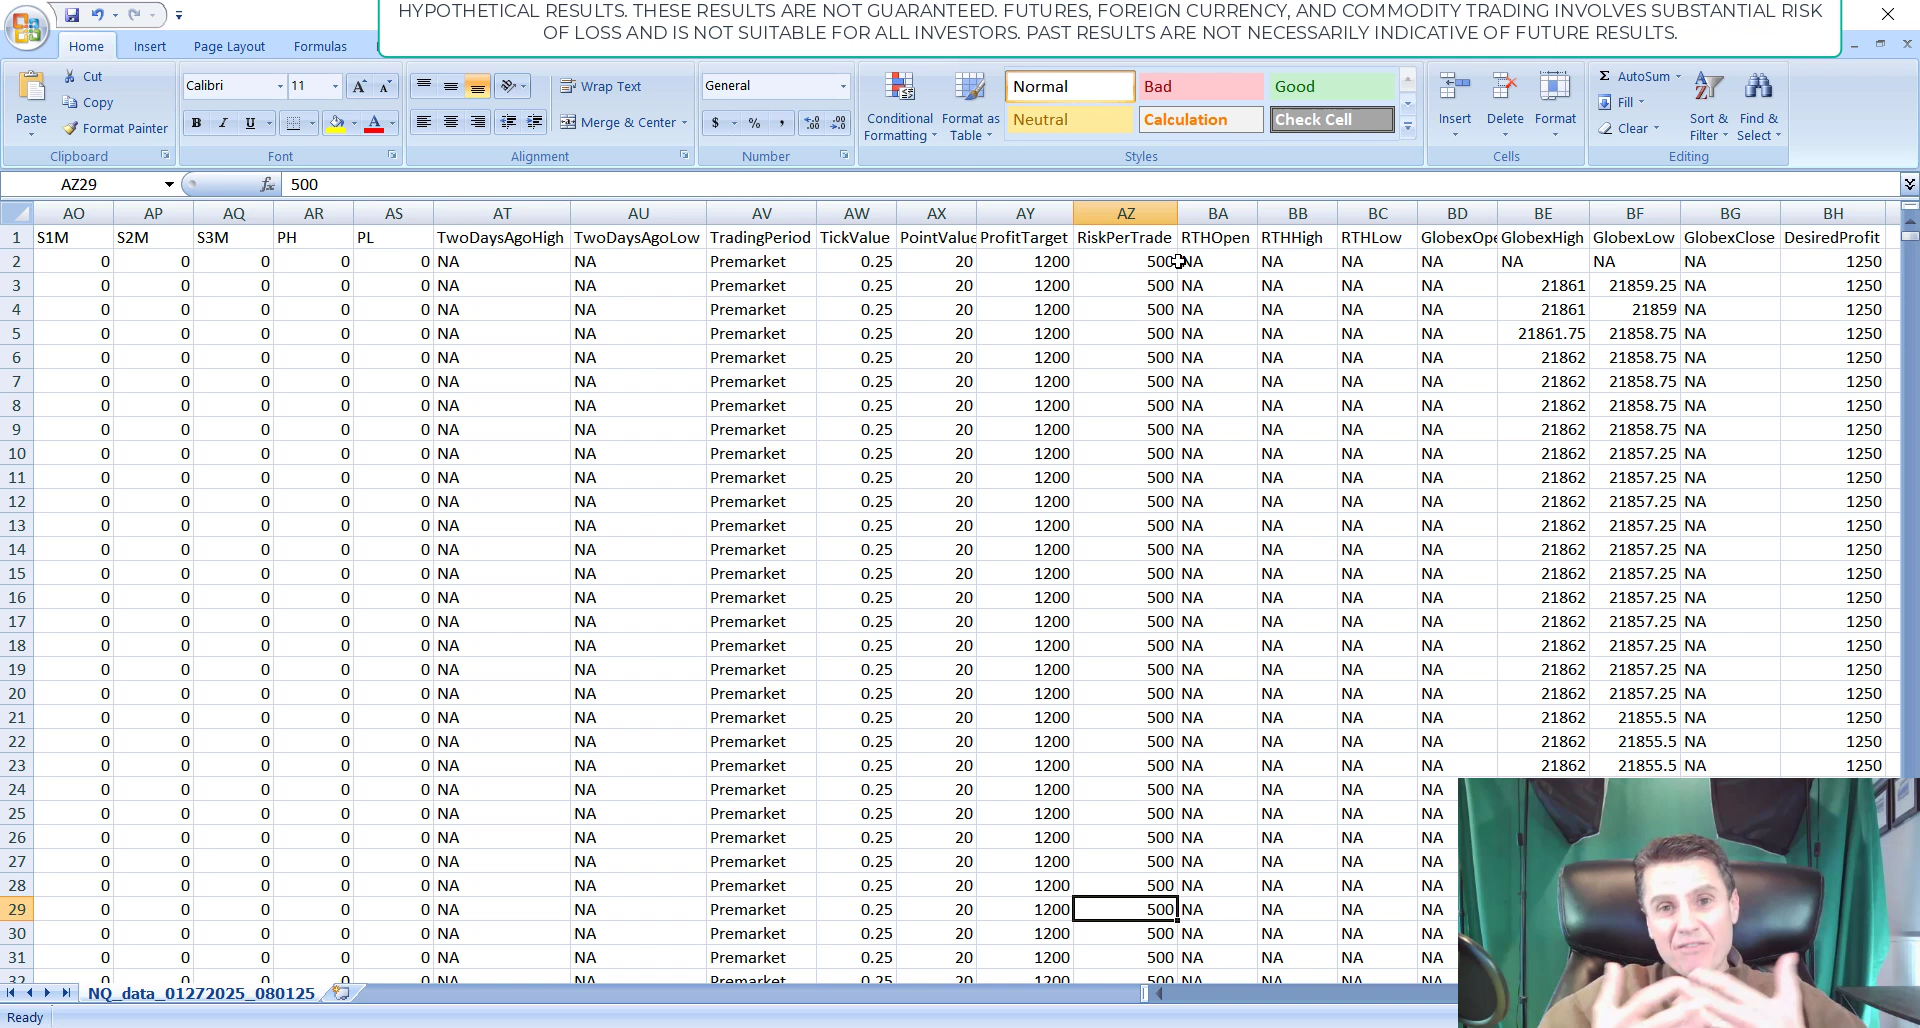 HYPOTHETICAL RESULTS. THESE RESULTS ARE NOT GUARANTEED. FUTURES, FOREIGN CURRENCY, AND COMMODITY TRADING INVOLVES SUBSTANTIAL RISK
OF LOSS AND IS NOT SUITABLE FOR ALL INVESTORS. PAST RESULTS ARE NOT NECESSARILY INDICATIVE OF FUTURE RESULTS.
Home Insert Page Layout Formulas
Paste Cut Copy Format Painter
Calibri 11
B I U
Wrap Text
Merge & Center
General
$ % ,
Conditional Formatting Format as Table
Normal Bad Good
Neutral Calculation Check Cell
Insert Delete Format
Σ AutoSum Fill Clear
Sort & Filter Find & Select
Clipboard Font Alignment Number Styles Cells Editing
AZ29 fx 500
AO AP AQ AR AS AT AU AV AW AX AY AZ BA BB BC BD BE BF BG BH
1 S1M S2M S3M PH PL TwoDaysAgoHigh TwoDaysAgoLow TradingPeriod TickValue PointValue ProfitTarget RiskPerTrade RTHOpen RTHHigh RTHLow GlobexOpe GlobexHigh GlobexLow GlobexClose DesiredProfit
2 0 0 0 0 0 NA NA Premarket 0.25 20 1200 500 NA NA NA NA NA NA NA 1250
3 0 0 0 0 0 NA NA Premarket 0.25 20 1200 500 NA NA NA NA 21861 21859.25 NA 1250
4 0 0 0 0 0 NA NA Premarket 0.25 20 1200 500 NA NA NA NA 21861 21859 NA 1250
5 0 0 0 0 0 NA NA Premarket 0.25 20 1200 500 NA NA NA NA 21861.75 21858.75 NA 1250
6 0 0 0 0 0 NA NA Premarket 0.25 20 1200 500 NA NA NA NA 21862 21858.75 NA 1250
7 0 0 0 0 0 NA NA Premarket 0.25 20 1200 500 NA NA NA NA 21862 21858.75 NA 1250
8 0 0 0 0 0 NA NA Premarket 0.25 20 1200 500 NA NA NA NA 21862 21858.75 NA 1250
9 0 0 0 0 0 NA NA Premarket 0.25 20 1200 500 NA NA NA NA 21862 21858.75 NA 1250
10 0 0 0 0 0 NA NA Premarket 0.25 20 1200 500 NA NA NA NA 21862 21857.25 NA 1250
11 0 0 0 0 0 NA NA Premarket 0.25 20 1200 500 NA NA NA NA 21862 21857.25 NA 1250
12 0 0 0 0 0 NA NA Premarket 0.25 20 1200 500 NA NA NA NA 21862 21857.25 NA 1250
13 0 0 0 0 0 NA NA Premarket 0.25 20 1200 500 NA NA NA NA 21862 21857.25 NA 1250
14 0 0 0 0 0 NA NA Premarket 0.25 20 1200 500 NA NA NA NA 21862 21857.25 NA 1250
15 0 0 0 0 0 NA NA Premarket 0.25 20 1200 500 NA NA NA NA 21862 21857.25 NA 1250
16 0 0 0 0 0 NA NA Premarket 0.25 20 1200 500 NA NA NA NA 21862 21857.25 NA 1250
17 0 0 0 0 0 NA NA Premarket 0.25 20 1200 500 NA NA NA NA 21862 21857.25 NA 1250
18 0 0 0 0 0 NA NA Premarket 0.25 20 1200 500 NA NA NA NA 21862 21857.25 NA 1250
19 0 0 0 0 0 NA NA Premarket 0.25 20 1200 500 NA NA NA NA 21862 21857.25 NA 1250
20 0 0 0 0 0 NA NA Premarket 0.25 20 1200 500 NA NA NA NA 21862 21857.25 NA 1250
21 0 0 0 0 0 NA NA Premarket 0.25 20 1200 500 NA NA NA NA 21862 21855.5 NA 1250
22 0 0 0 0 0 NA NA Premarket 0.25 20 1200 500 NA NA NA NA 21862 21855.5 NA 1250
23 0 0 0 0 0 NA NA Premarket 0.25 20 1200 500 NA NA NA NA 21862 21855.5 NA 1250
24 0 0 0 0 0 NA NA Premarket 0.25 20 1200 500 NA NA NA NA
25 0 0 0 0 0 NA NA Premarket 0.25 20 1200 500 NA NA NA NA
26 0 0 0 0 0 NA NA Premarket 0.25 20 1200 500 NA NA NA NA
27 0 0 0 0 0 NA NA Premarket 0.25 20 1200 500 NA NA NA NA
28 0 0 0 0 0 NA NA Premarket 0.25 20 1200 500 NA NA NA NA
29 0 0 0 0 0 NA NA Premarket 0.25 20 1200 500 NA NA NA NA
30 0 0 0 0 0 NA NA Premarket 0.25 20 1200 500 NA NA NA NA
31 0 0 0 0 0 NA NA Premarket 0.25 20 1200 500 NA NA NA NA
32 0 0 0 0 0 NA NA Premarket 0.25 20 1200 500 NA NA NA NA
NQ_data_01272025_080125
Ready